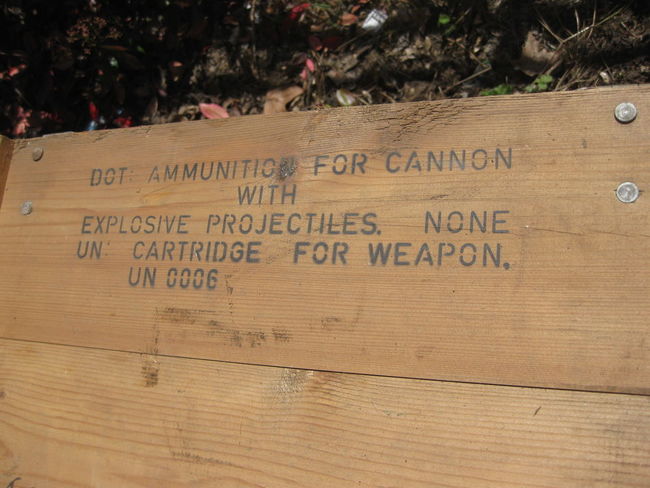 DOT: AMMUNITION FOR CANNON
WITH
EXPLOSIVE PROJECTILES. NONE
UN: CARTRIDGE FOR WEAPON.
UN 0006